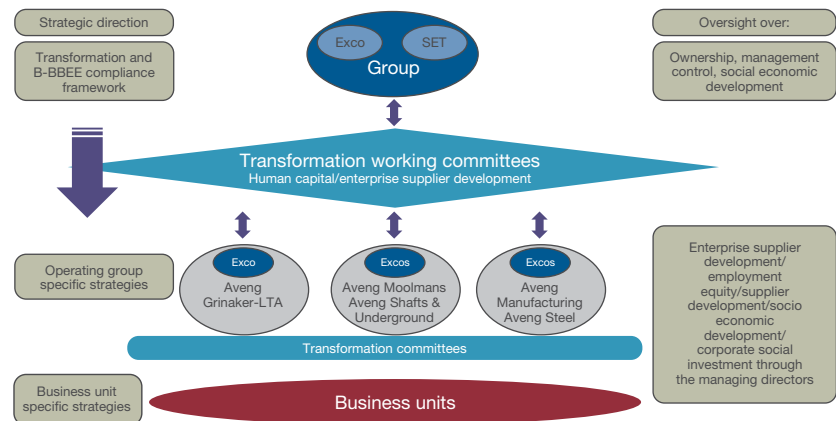 Strategic direction
Transformation and
B-BBEE compliance
framework
Exco
SET
Group
Oversight over:
Ownership, management
control, social economic
development
Transformation working committees
Human capital/enterprise supplier development
Operating group
specific strategies
Exco
Aveng
Grinaker-LTA
Excos
Aveng Moolmans
Aveng Shafts &
Underground
Excos
Aveng
Manufacturing
Aveng Steel
Enterprise supplier
development/
employment
equity/supplier
development/socio
economic
development/
corporate social
investment through
the managing directors
Transformation committees
Business unit
specific strategies
Business units